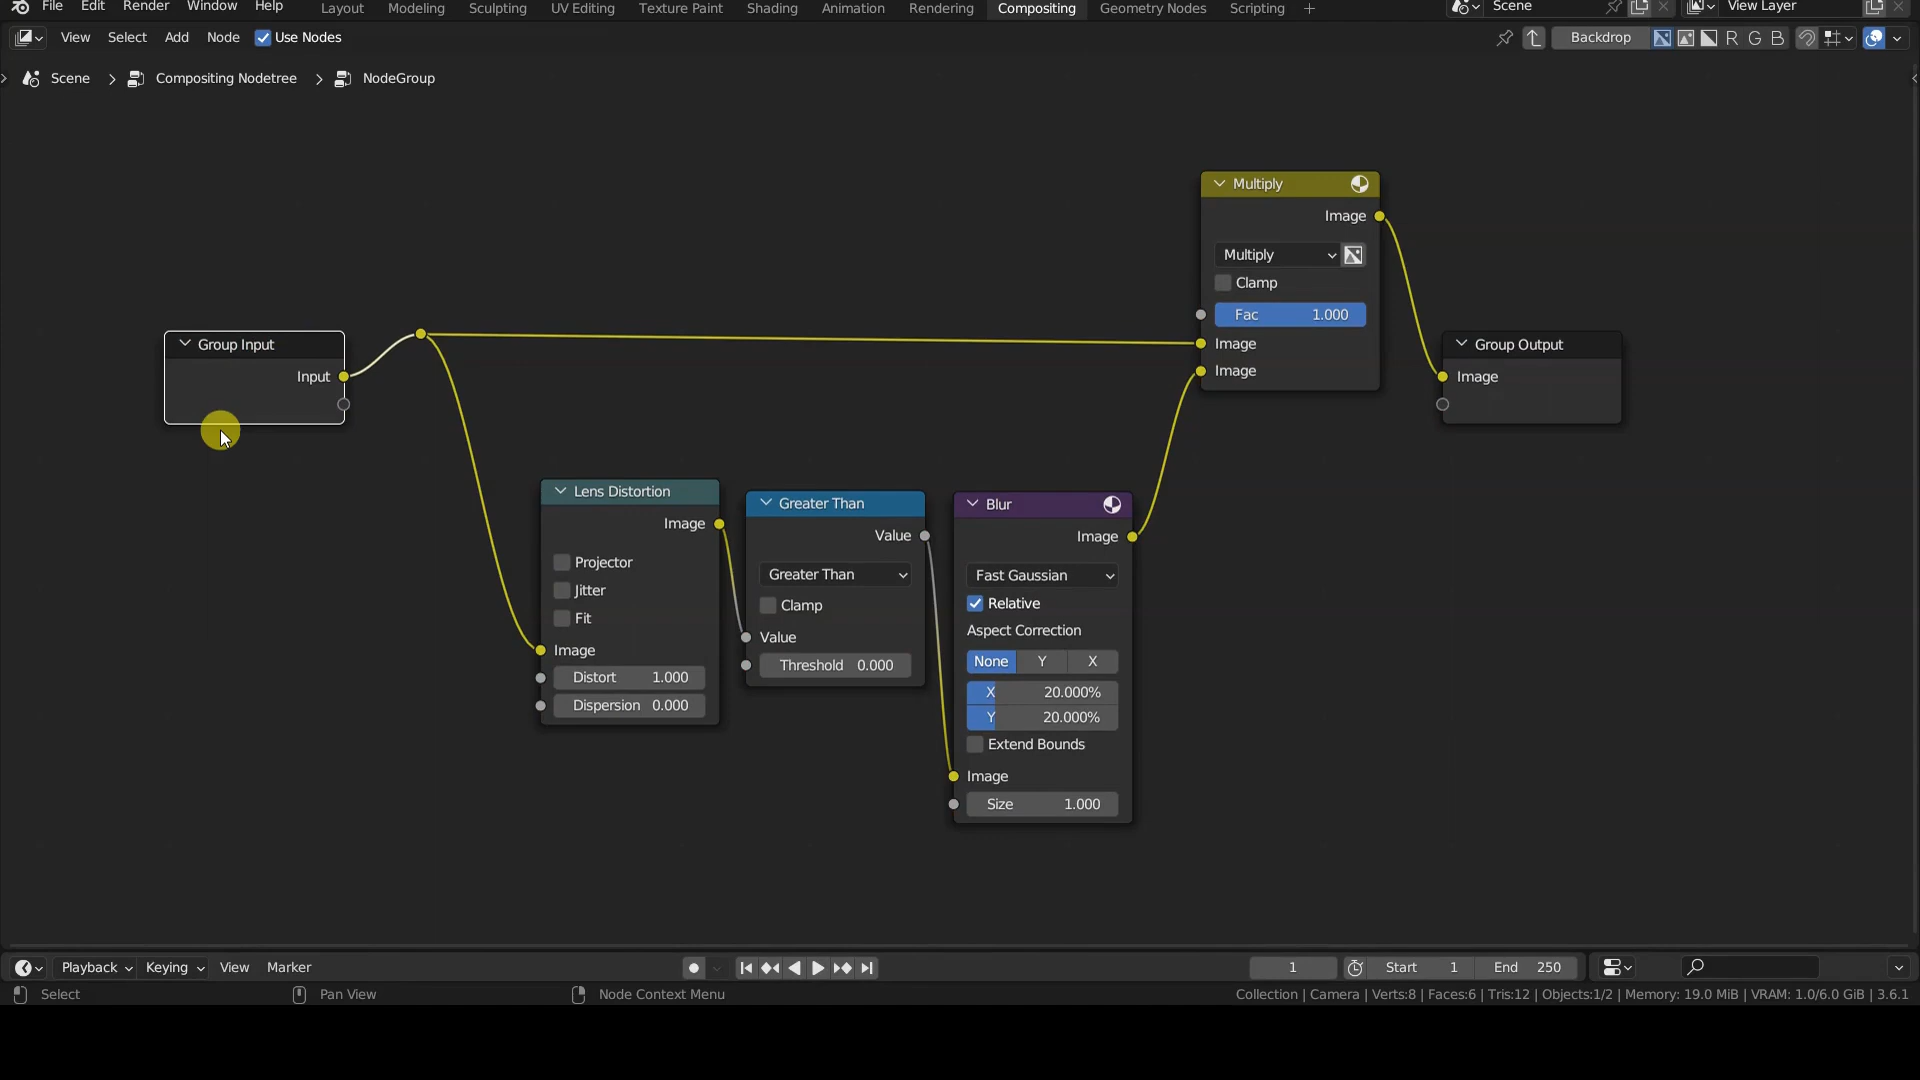 File Edit Render Window Help Layout Modeling Sculpting UV Editing Texture Paint Shading Animation Rendering Compositing Geometry Nodes Scripting + Scene View Layer
View Select Add Node Use Nodes Backdrop R G B
Scene > Compositing Nodetree > NodeGroup
Multiply
Image
Multiply
Clamp
Fac 1.000
Image
Image
Group Input
Input
Group Output
Image
Lens Distortion
Image
Projector
Jitter
Fit
Image
Distort 1.000
Dispersion 0.000
Greater Than
Value
Greater Than
Clamp
Value
Threshold 0.000
Blur
Image
Fast Gaussian
Relative
Aspect Correction
None Y X
X 20.000%
Y 20.000%
Extend Bounds
Image
Size 1.000
Playback Keying View Marker 1 Start 1 End 250
Select Pan View Node Context Menu Collection | Camera | Verts:8 | Faces:6 | Tris:12 | Objects:1/2 | Memory: 19.0 MiB | VRAM: 1.0/6.0 GiB | 3.6.1